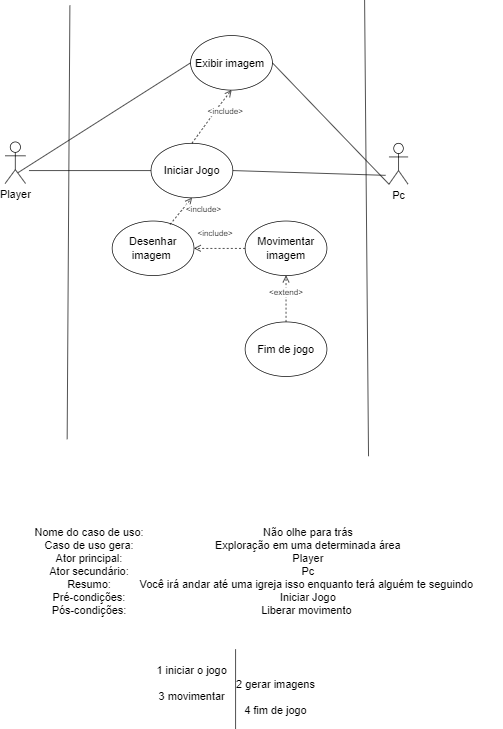 Exibir imagem
<include>
Iniciar Jogo
Player
Pc
<include>
Desenhar
imagem
<include>
Movimentar
imagem
<extend>
Fim de jogo
Nome do caso de uso: Não olhe para trás
Caso de uso gera: Exploração em uma determinada área
Ator principal: Player
Ator secundário: Pc
Resumo: Você irá andar até uma igreja isso enquanto terá alguém te seguindo
Pré-condições: Iniciar Jogo
Pós-condições: Liberar movimento
1 iniciar o jogo
2 gerar imagens
3 movimentar
4 fim de jogo